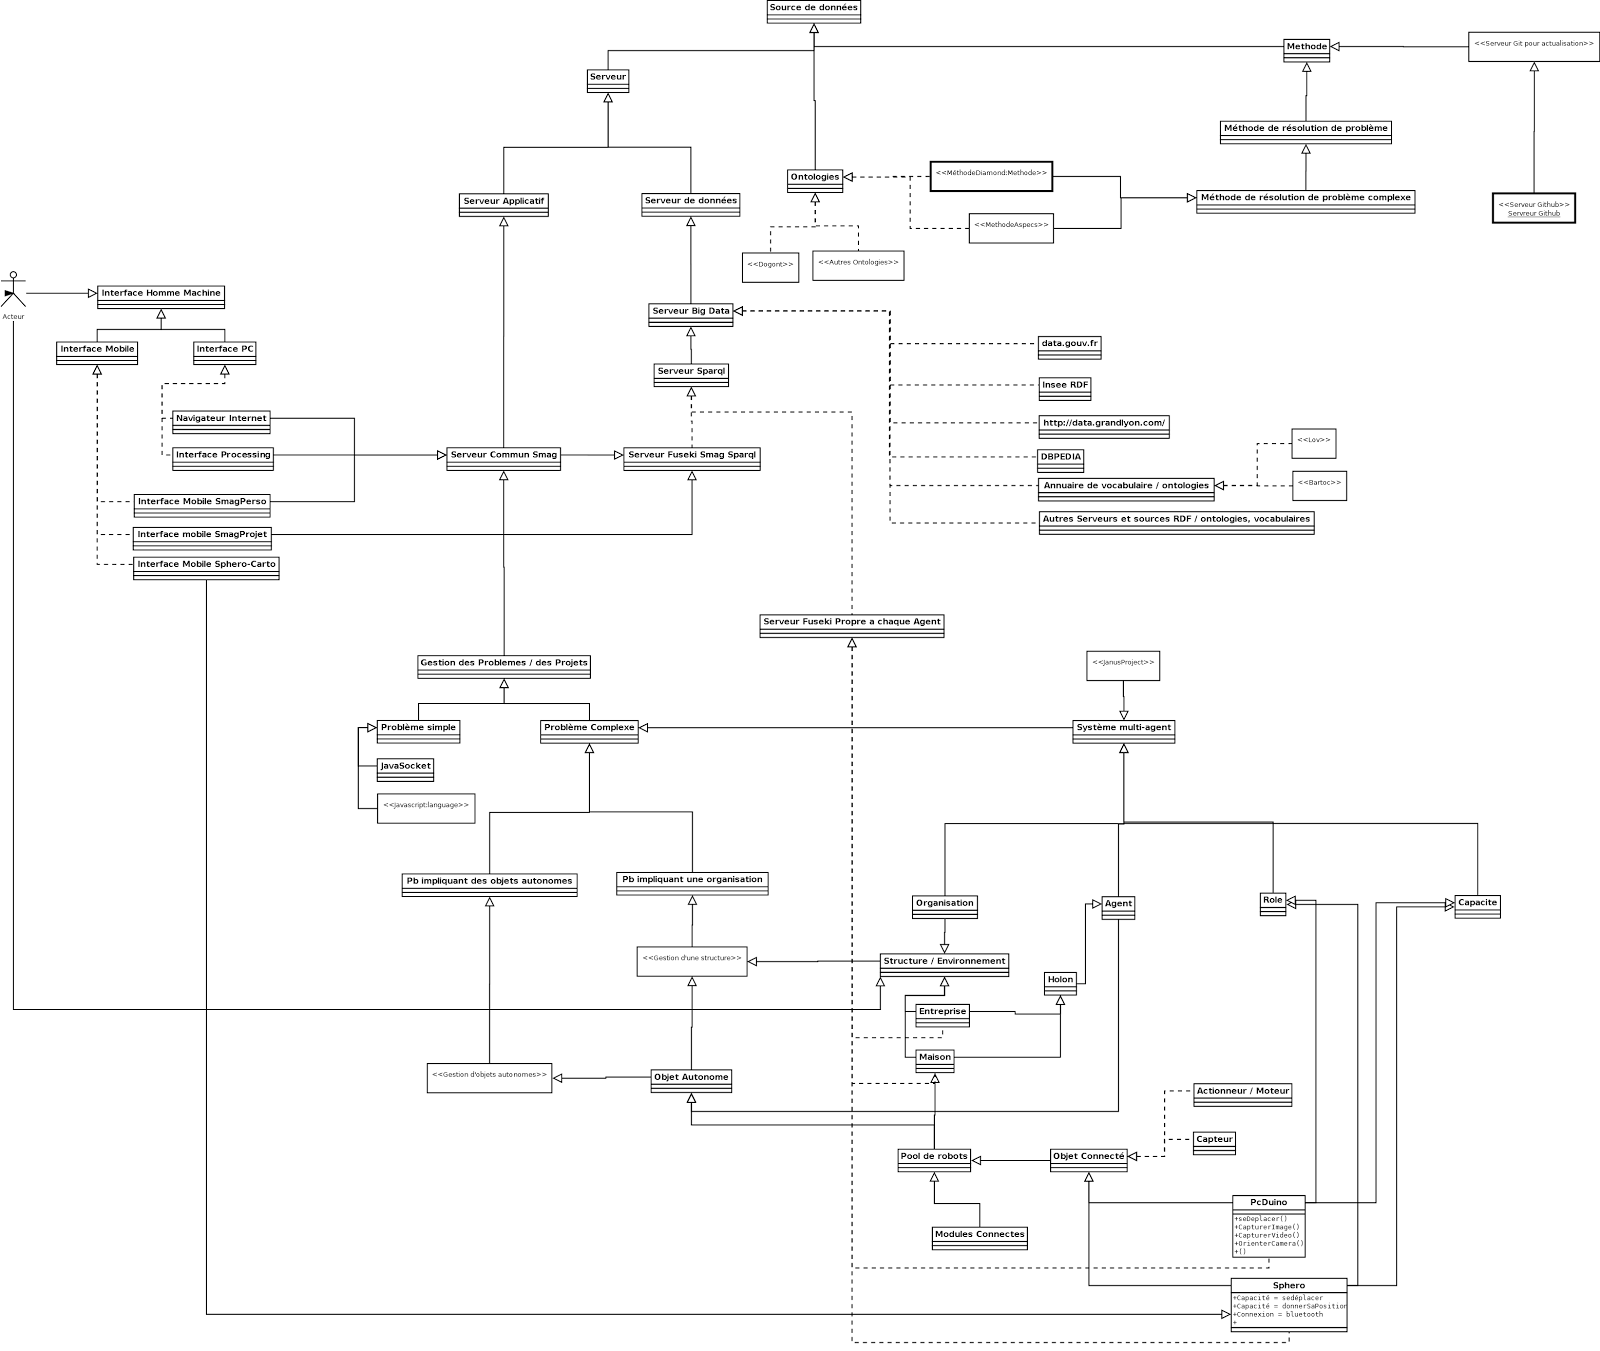 Source de données
Methode
<<Serveur Git pour actualisation>>
Serveur
Méthode de résolution de problème
Ontologies
<<MéthodeDiamond:Methode>>
Méthode de résolution de problème complexe
Serveur Applicatif
Serveur de données
<<Serveur Github>>
Servreur Github
<<MethodeAspecs>>
<<Dogont>>
<<Autres Ontologies>>
Acteur
Interface Homme Machine
Serveur Big Data
Interface Mobile
Interface PC
data.gouv.fr
Serveur Sparql
Insee RDF
Navigateur Internet
http://data.grandlyon.com/
<<Lov>>
Interface Processing
Serveur Commun Smag
Serveur Fuseki Smag Sparql
DBPEDIA
Annuaire de vocabulaire / ontologies
<<Bartoc>>
Interface Mobile SmagPerso
Autres Serveurs et sources RDF / ontologies, vocabulaires
Interface mobile SmagProjet
Interface Mobile Sphero-Carto
Serveur Fuseki Propre a chaque Agent
Gestion des Problemes / des Projets
<<JanusProject>>
Problème simple
Problème Complexe
Système multi-agent
JavaSocket
<<Javascript:language>>
Pb impliquant des objets autonomes
Pb impliquant une organisation
Organisation
Agent
Role
Capacite
<<Gestion d'une structure>>
Structure / Environnement
Holon
Entreprise
Maison
<<Gestion d'objets autonomes>>
Objet Autonome
Actionneur / Moteur
Capteur
Pool de robots
Objet Connecté
PcDuino
+seDeplacer()
+CapturerImage()
+CapturerVideo()
+OrienterCamera()
+()
Modules Connectes
Sphero
+Capacité = sedéplacer
+Capacité = donnerSaPosition
+Connexion = bluetooth
+